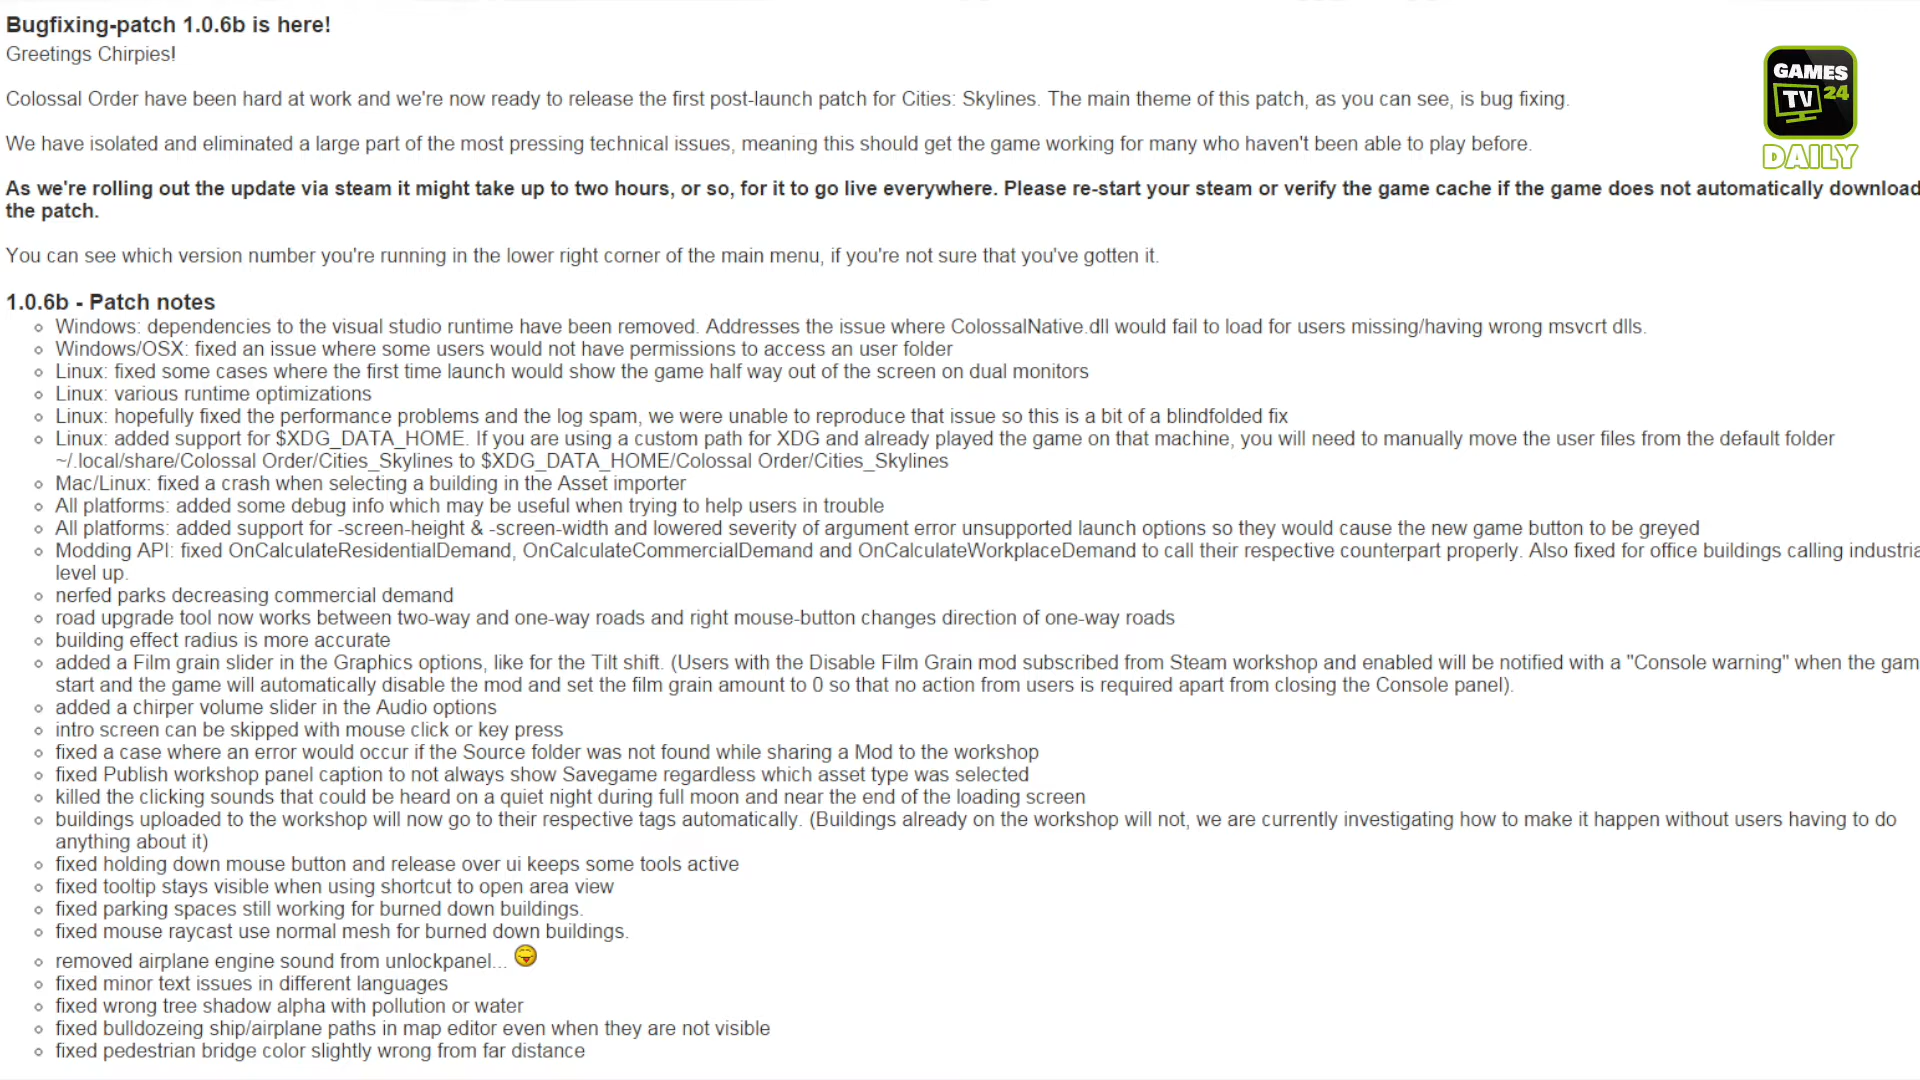 Bugfixing-patch 1.0.6b is here!
Greetings Chirpies!
Colossal Order have been hard at work and we're now ready to release the first post-launch patch for Cities: Skylines. The main theme of this patch, as you can see, is bug fixing.
We have isolated and eliminated a large part of the most pressing technical issues, meaning this should get the game working for many who haven't been able to play before.
As we're rolling out the update via steam it might take up to two hours, or so, for it to go live everywhere. Please re-start your steam or verify the game cache if the game does not automatically download
the patch.
You can see which version number you're running in the lower right corner of the main menu, if you're not sure that you've gotten it.
1.0.6b - Patch notes
Windows: dependencies to the visual studio runtime have been removed. Addresses the issue where ColossalNative.dll would fail to load for users missing/having wrong msvcrt dlls.
Windows/OSX: fixed an issue where some users would not have permissions to access an user folder
Linux: fixed some cases where the first time launch would show the game half way out of the screen on dual monitors
Linux: various runtime optimizations
Linux: hopefully fixed the performance problems and the log spam, we were unable to reproduce that issue so this is a bit of a blindfolded fix
Linux: added support for $XDG_DATA_HOME. If you are using a custom path for XDG and already played the game on that machine, you will need to manually move the user files from the default folder
~/.local/share/Colossal Order/Cities_Skylines to $XDG_DATA_HOME/Colossal Order/Cities_Skylines
Mac/Linux: fixed a crash when selecting a building in the Asset importer
All platforms: added some debug info which may be useful when trying to help users in trouble
All platforms: added support for -screen-height & -screen-width and lowered severity of argument error unsupported launch options so they would cause the new game button to be greyed
Modding API: fixed OnCalculateResidentialDemand, OnCalculateCommercialDemand and OnCalculateWorkplaceDemand to call their respective counterpart properly. Also fixed for office buildings calling industria
level up.
nerfed parks decreasing commercial demand
road upgrade tool now works between two-way and one-way roads and right mouse-button changes direction of one-way roads
building effect radius is more accurate
added a Film grain slider in the Graphics options, like for the Tilt shift. (Users with the Disable Film Grain mod subscribed from Steam workshop and enabled will be notified with a "Console warning" when the gam
start and the game will automatically disable the mod and set the film grain amount to 0 so that no action from users is required apart from closing the Console panel).
added a chirper volume slider in the Audio options
intro screen can be skipped with mouse click or key press
fixed a case where an error would occur if the Source folder was not found while sharing a Mod to the workshop
fixed Publish workshop panel caption to not always show Savegame regardless which asset type was selected
killed the clicking sounds that could be heard on a quiet night during full moon and near the end of the loading screen
buildings uploaded to the workshop will now go to their respective tags automatically. (Buildings already on the workshop will not, we are currently investigating how to make it happen without users having to do
anything about it)
fixed holding down mouse button and release over ui keeps some tools active
fixed tooltip stays visible when using shortcut to open area view
fixed parking spaces still working for burned down buildings.
fixed mouse raycast use normal mesh for burned down buildings.
removed airplane engine sound from unlockpanel...
fixed minor text issues in different languages
fixed wrong tree shadow alpha with pollution or water
fixed bulldozeing ship/airplane paths in map editor even when they are not visible
fixed pedestrian bridge color slightly wrong from far distance
GAMES
TV 24
DAILY